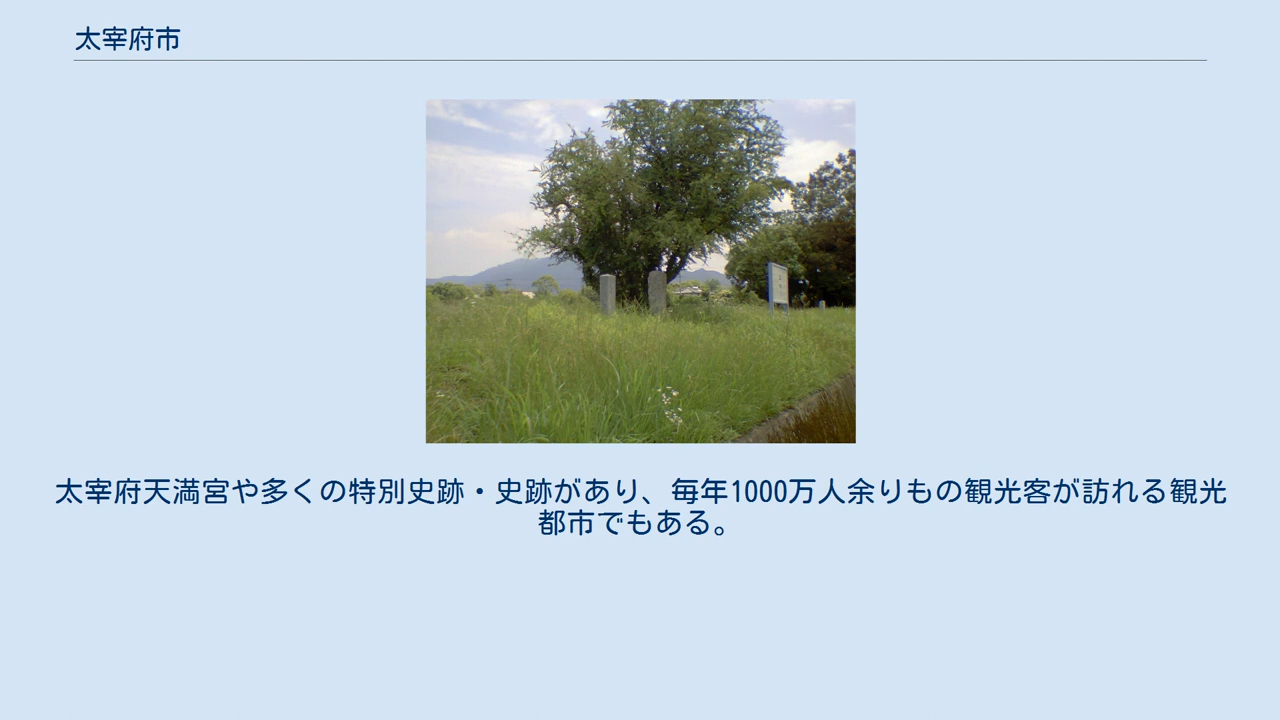 太宰府市
太宰府天満宮や多くの特別史跡・史跡があり、毎年1000万人余りもの観光客が訪れる観光
都市でもある。